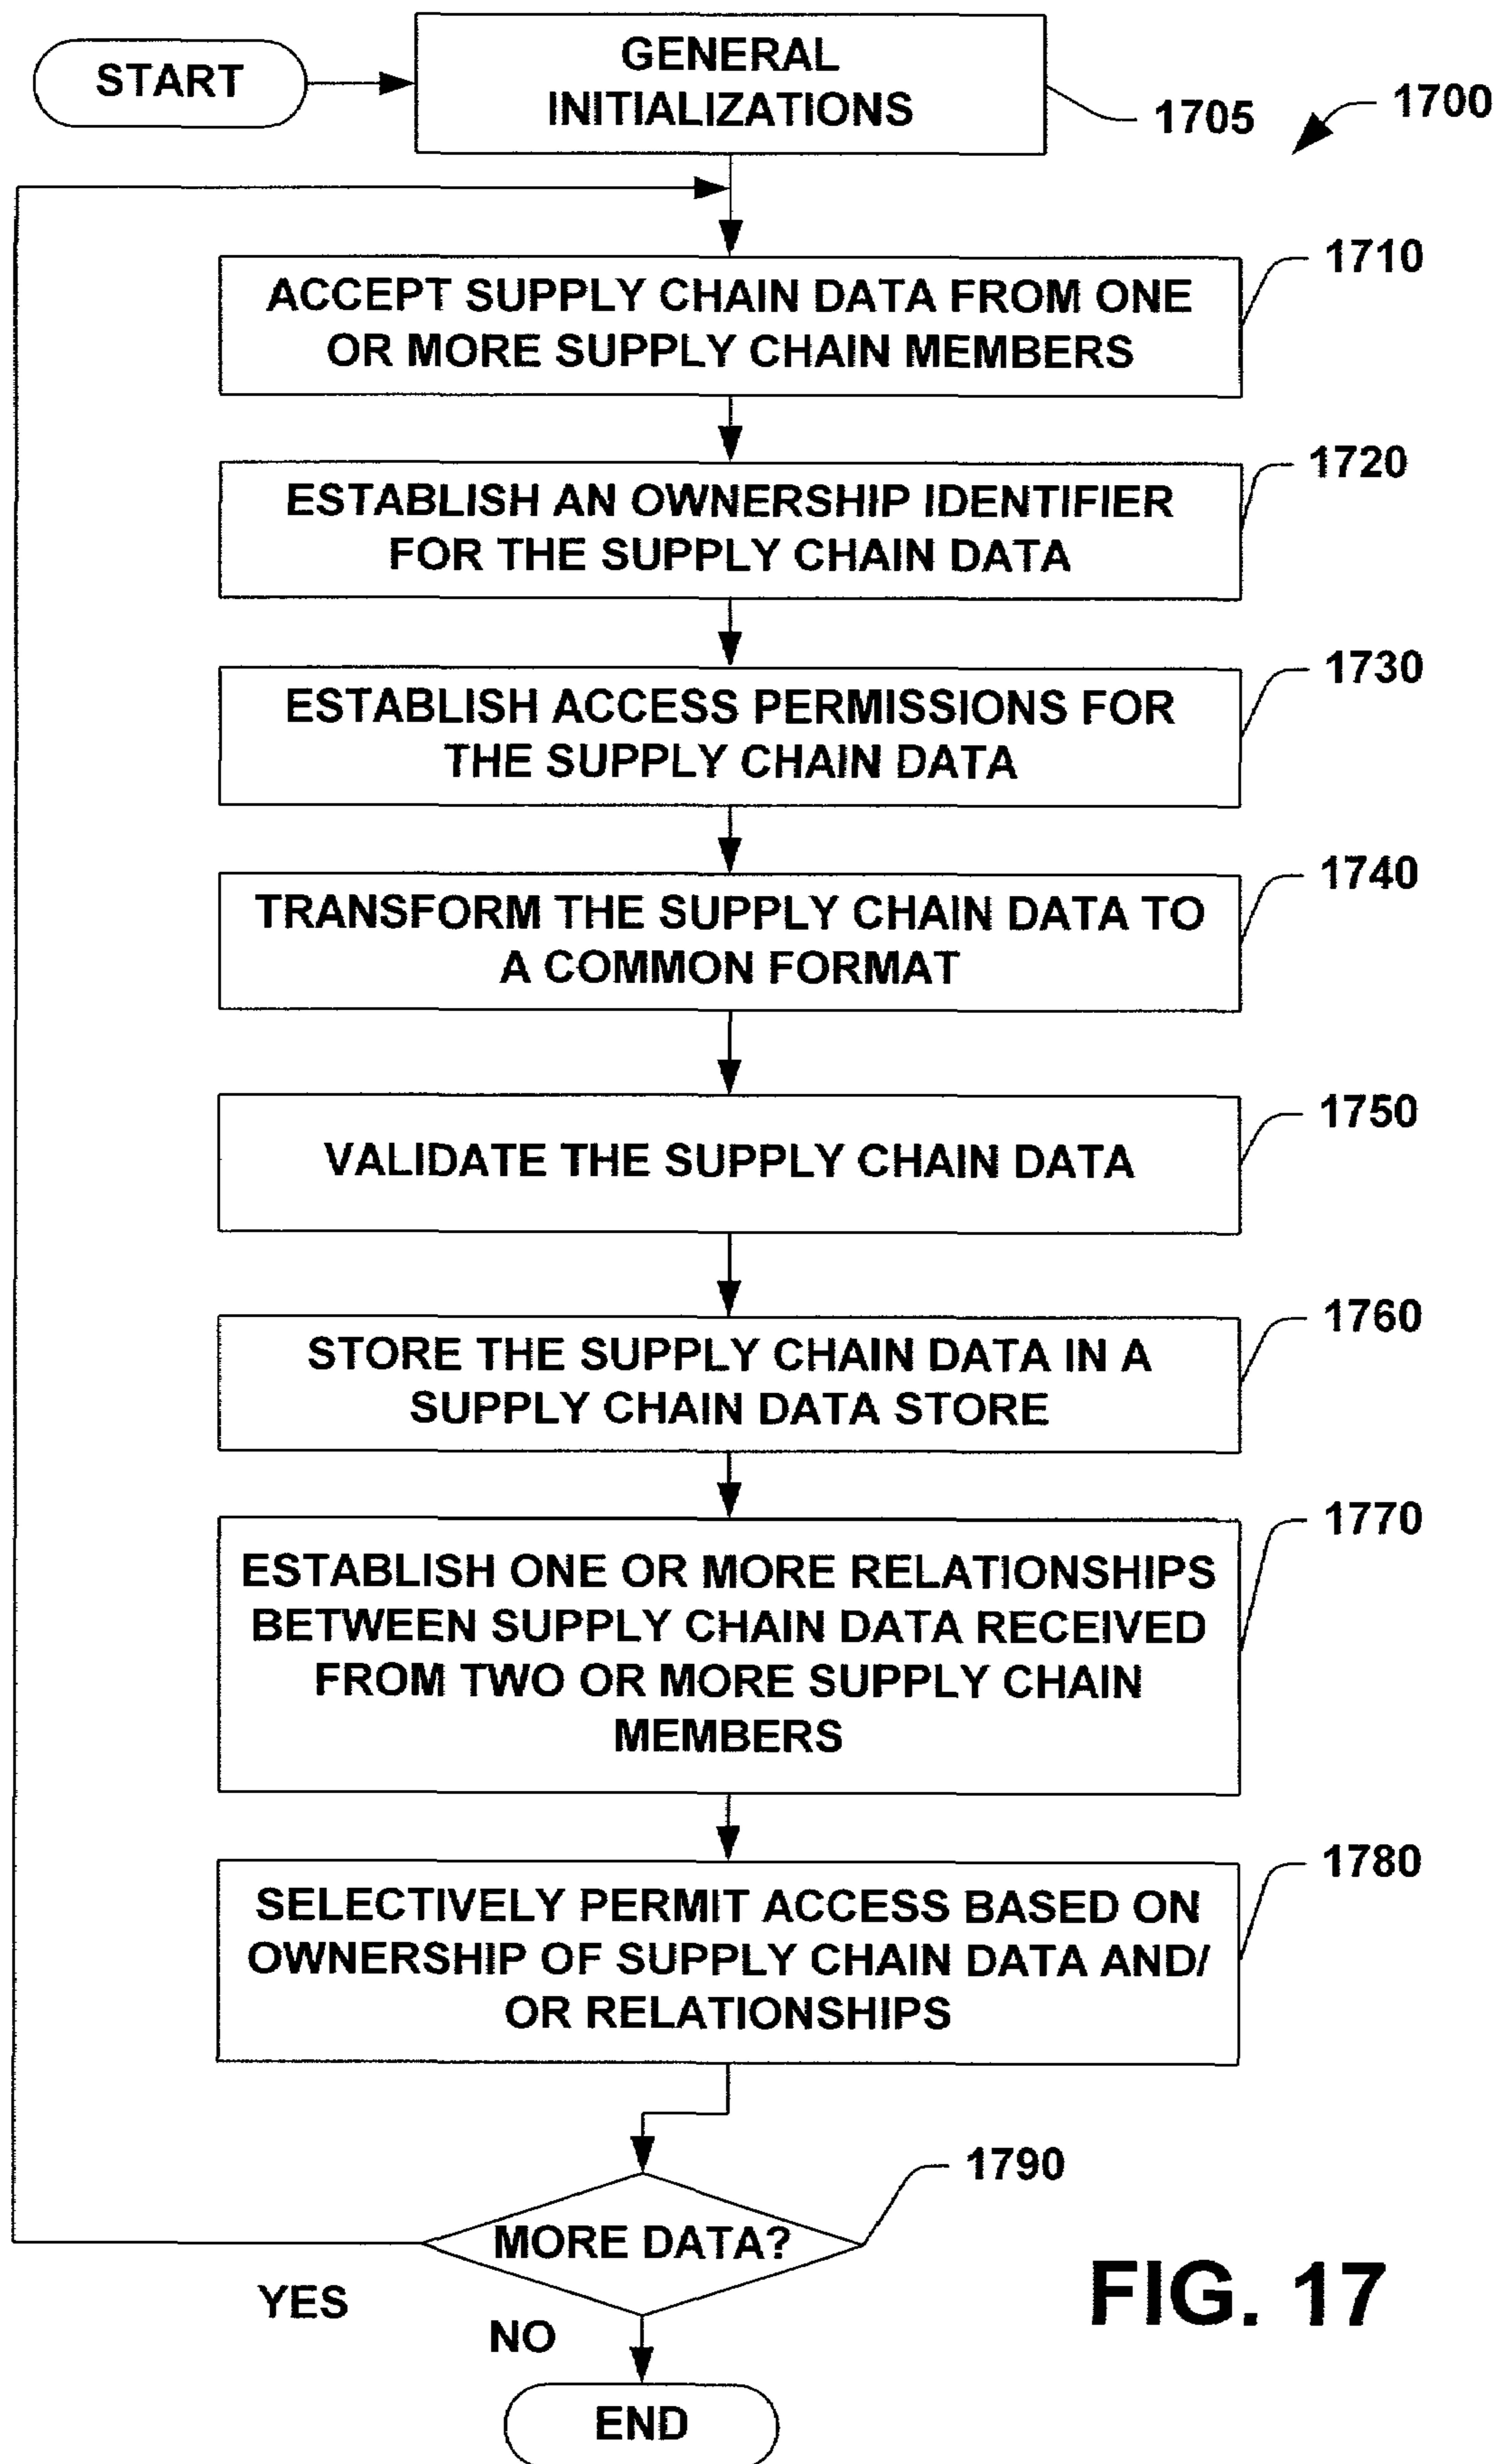 START
GENERAL
INITIALIZATIONS
1705
1700
ACCEPT SUPPLY CHAIN DATA FROM ONE
OR MORE SUPPLY CHAIN MEMBERS
1710
ESTABLISH AN OWNERSHIP IDENTIFIER
FOR THE SUPPLY CHAIN DATA
1720
ESTABLISH ACCESS PERMISSIONS FOR
THE SUPPLY CHAIN DATA
1730
TRANSFORM THE SUPPLY CHAIN DATA TO
A COMMON FORMAT
1740
VALIDATE THE SUPPLY CHAIN DATA
1750
STORE THE SUPPLY CHAIN DATA IN A
SUPPLY CHAIN DATA STORE
1760
ESTABLISH ONE OR MORE RELATIONSHIPS
BETWEEN SUPPLY CHAIN DATA RECEIVED
FROM TWO OR MORE SUPPLY CHAIN
MEMBERS
1770
SELECTIVELY PERMIT ACCESS BASED ON
OWNERSHIP OF SUPPLY CHAIN DATA AND/
OR RELATIONSHIPS
1780
MORE DATA?
1790
YES
NO
END
FIG. 17